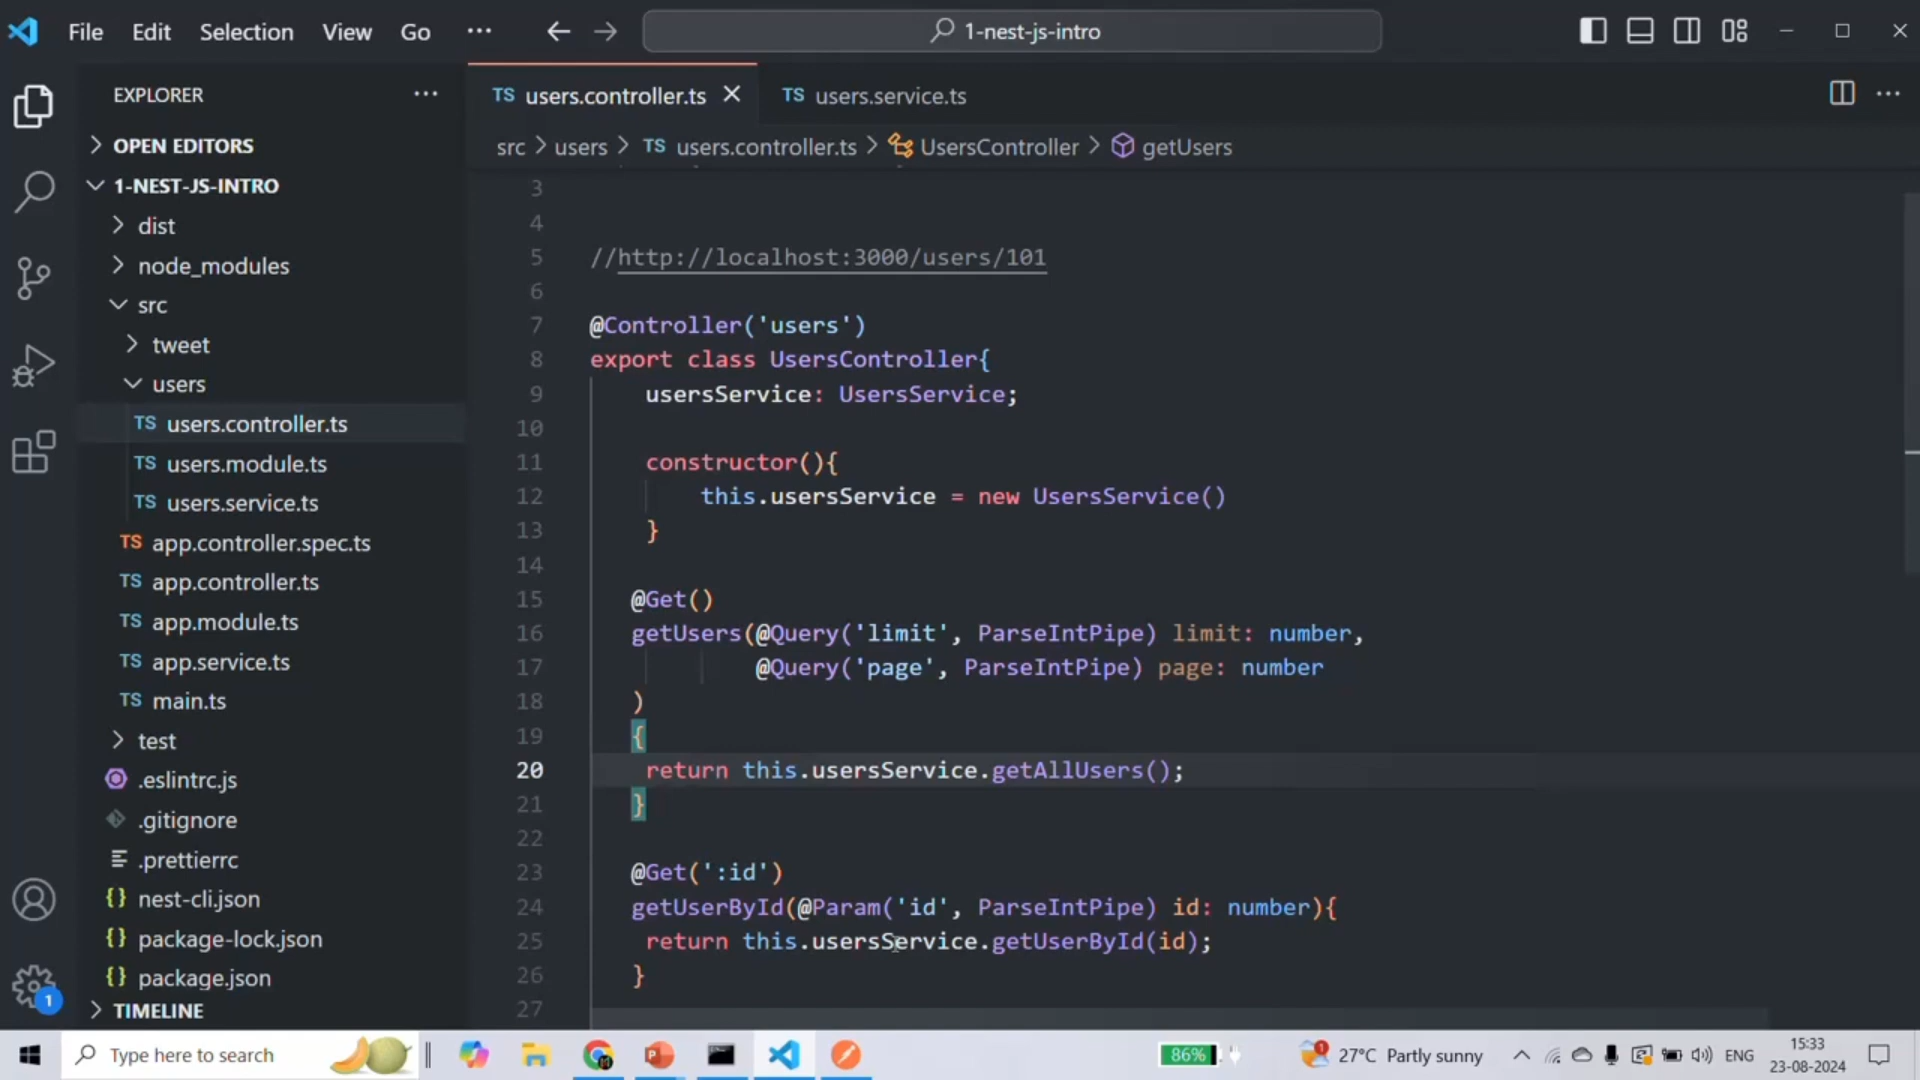 File Edit Selection View Go ··· 1-nest-js-intro
EXPLORER ···
OPEN EDITORS
1-NEST-JS-INTRO
dist
node_modules
src
tweet
users
TS users.controller.ts
TS users.module.ts
TS users.service.ts
TS app.controller.spec.ts
TS app.controller.ts
TS app.module.ts
TS app.service.ts
TS main.ts
test
.eslintrc.js
.gitignore
.prettierrc
{} nest-cli.json
{} package-lock.json
{} package.json
TIMELINE
1
TS users.controller.ts TS users.service.ts
src > users > TS users.controller.ts > UsersController > getUsers
3
4
5 //http://localhost:3000/users/101
6
7 @Controller('users')
8 export class UsersController{
9 usersService: UsersService;
10
11 constructor(){
12 this.usersService = new UsersService()
13 }
14
15 @Get()
16 getUsers(@Query('limit', ParseIntPipe) limit: number,
17 @Query('page', ParseIntPipe) page: number
18 )
19 {
20 return this.usersService.getAllUsers();
21 }
22
23 @Get(':id')
24 getUserById(@Param('id', ParseIntPipe) id: number){
25 return this.usersService.getUserById(id);
26 }
27
Type here to search
86%
1
27°C Partly sunny
ENG
15:33
23-08-2024